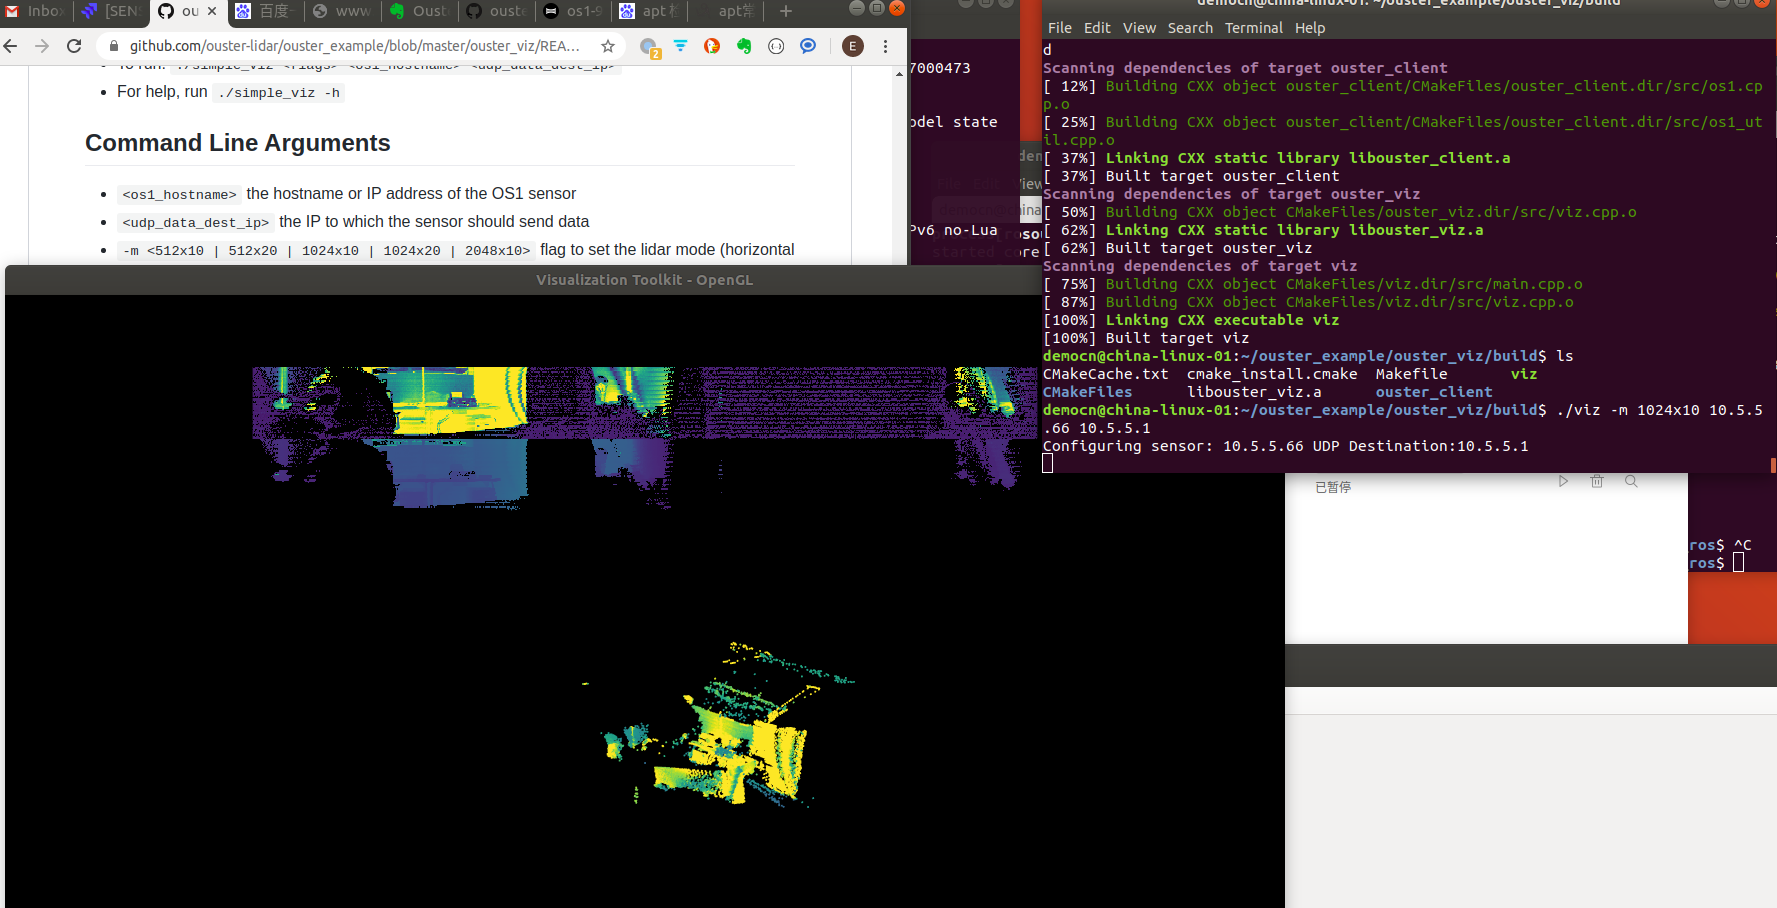 Inbox
[SEN
ou
百度-
www
Oust
ouste
os1-9
apt
apt常
github.com/ouster-lidar/ouster_example/blob/master/ouster_viz/REA...
2
E
To run: ./simple_viz <flags> <os1_hostname> <udp_data_dest_ip>
For help, run ./simple_viz -h
Command Line Arguments
<os1_hostname> the hostname or IP address of the OS1 sensor
<udp_data_dest_ip> the IP to which the sensor should send data
-m <512x10 | 512x20 | 1024x10 | 1024x20 | 2048x10> flag to set the lidar mode (horizontal
Visualization Toolkit - OpenGL
7000473
odel state
Pv6 no-Lua
started core
democn@china-linux-01: ~/ouster_example/ouster_viz/build
File Edit View Search Terminal Help
d
Scanning dependencies of target ouster_client
[ 12%] Building CXX object ouster_client/CMakeFiles/ouster_client.dir/src/os1.cp
p.o
[ 25%] Building CXX object ouster_client/CMakeFiles/ouster_client.dir/src/os1_ut
il.cpp.o
[ 37%] Linking CXX static library libouster_client.a
[ 37%] Built target ouster_client
Scanning dependencies of target ouster_viz
[ 50%] Building CXX object CMakeFiles/ouster_viz.dir/src/viz.cpp.o
[ 62%] Linking CXX static library libouster_viz.a
[ 62%] Built target ouster_viz
Scanning dependencies of target viz
[ 75%] Building CXX object CMakeFiles/viz.dir/src/main.cpp.o
[ 87%] Building CXX object CMakeFiles/viz.dir/src/viz.cpp.o
[100%] Linking CXX executable viz
[100%] Built target viz
democn@china-linux-01:~/ouster_example/ouster_viz/build$ ls
CMakeCache.txt cmake_install.cmake Makefile viz
CMakeFiles libouster_viz.a ouster_client
democn@china-linux-01:~/ouster_example/ouster_viz/build$ ./viz -m 1024x10 10.5.5
.66 10.5.5.1
Configuring sensor: 10.5.5.66 UDP Destination:10.5.5.1
已暂停
ros$ ^C
ros$